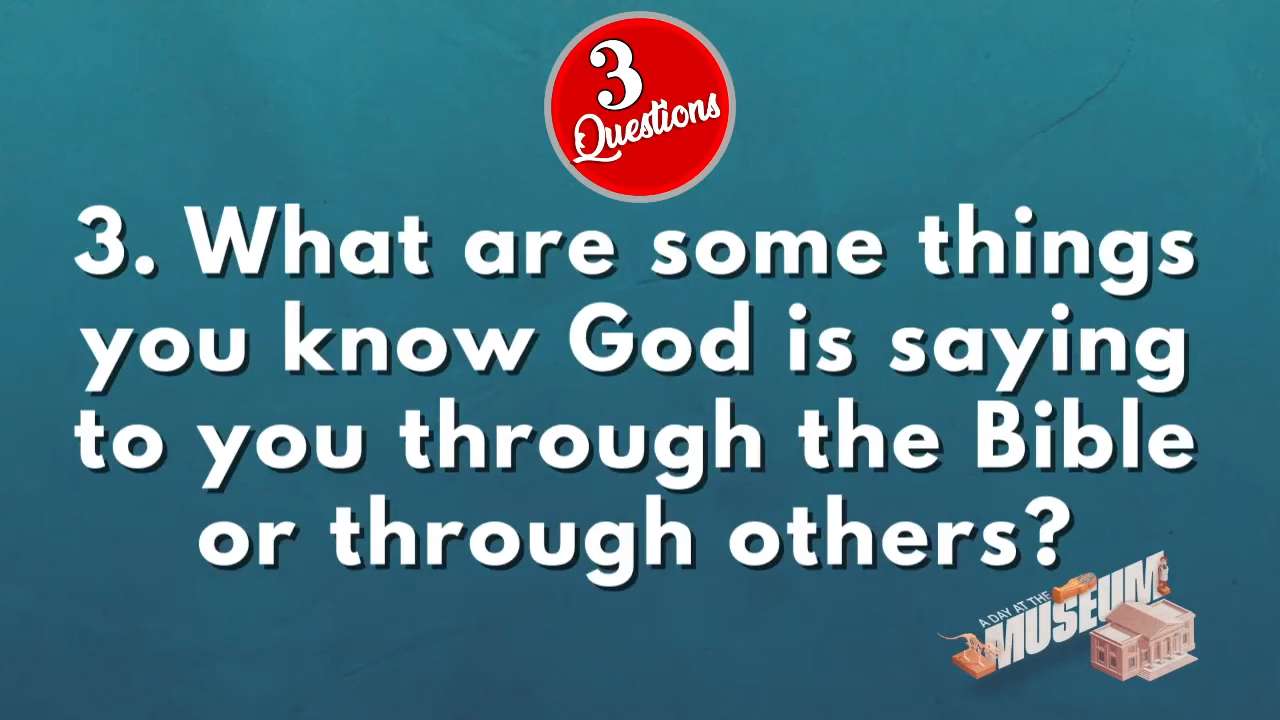 3
Questions
3. What are some things
you know God is saying
to you through the Bible
or through others?
A DAY AT THE
MUSEUM